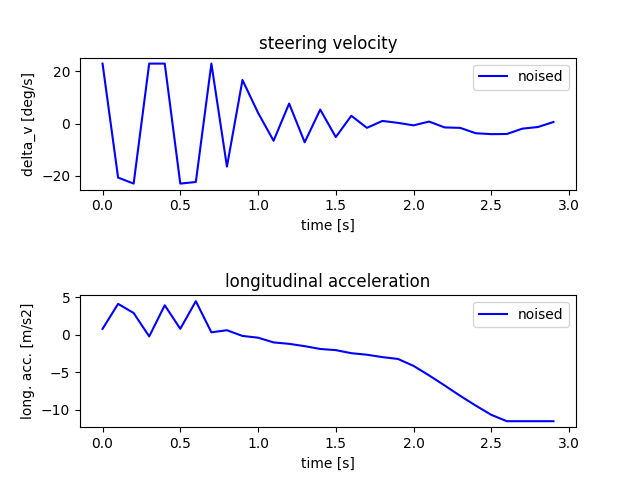 steering velocity
delta_v [deg/s]
20
0
−20
noised
0.0 0.5 1.0 1.5 2.0 2.5 3.0
time [s]
longitudinal acceleration
long. acc. [m/s2]
5
0
−5
−10
noised
0.0 0.5 1.0 1.5 2.0 2.5 3.0
time [s]